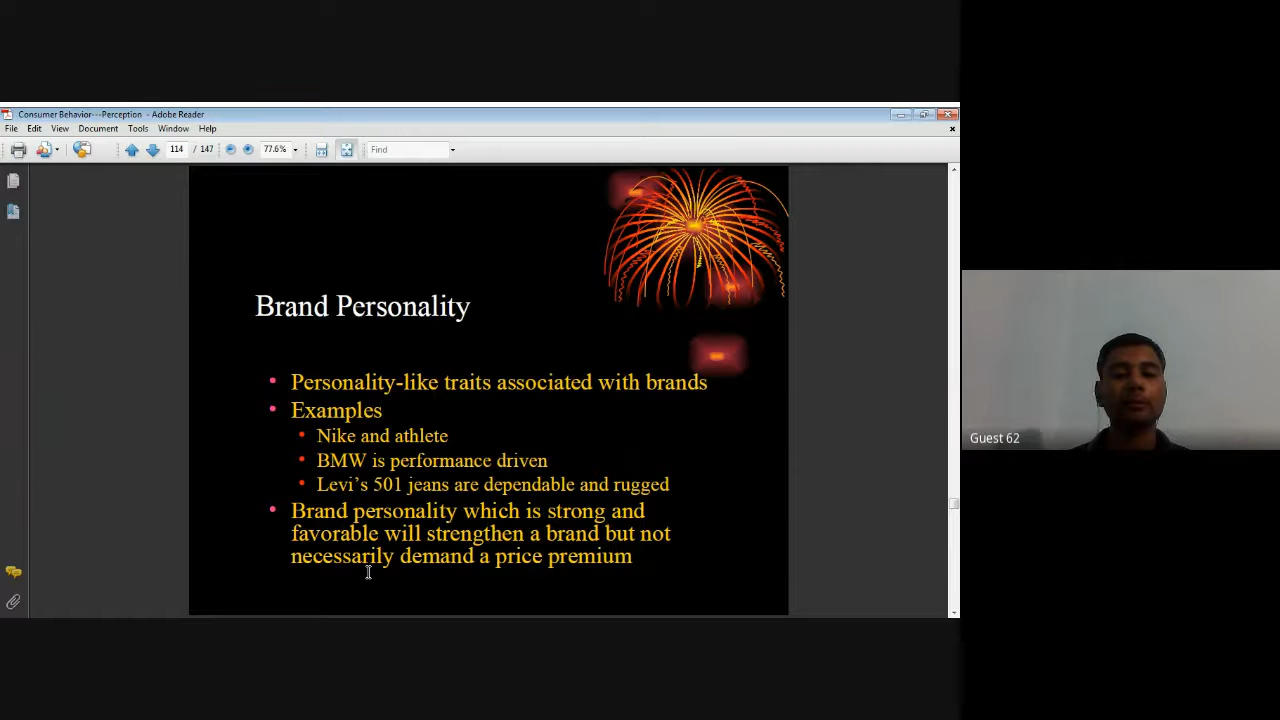 Consumer Behavior---Perception - Adobe Reader
File Edit View Document Tools Window Help
114 / 147 77.6% Find
Brand Personality
• Personality-like traits associated with brands
• Examples
• Nike and athlete
• BMW is performance driven
• Levi's 501 jeans are dependable and rugged
• Brand personality which is strong and
favorable will strengthen a brand but not
necessarily demand a price premium
Guest 62